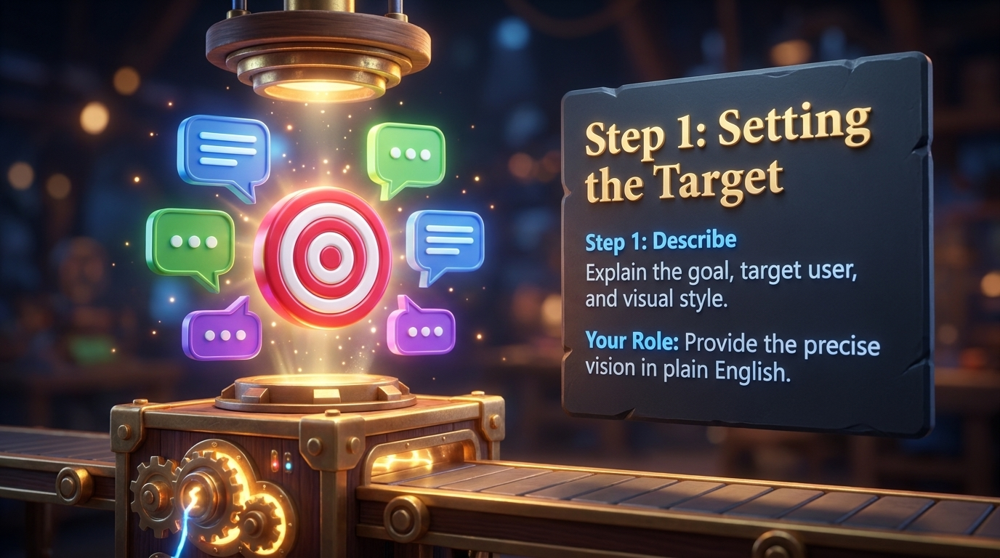 Step 1: Setting
the Target
Step 1: Describe
Explain the goal, target user,
and visual style.
Your Role: Provide the precise
vision in plain English.